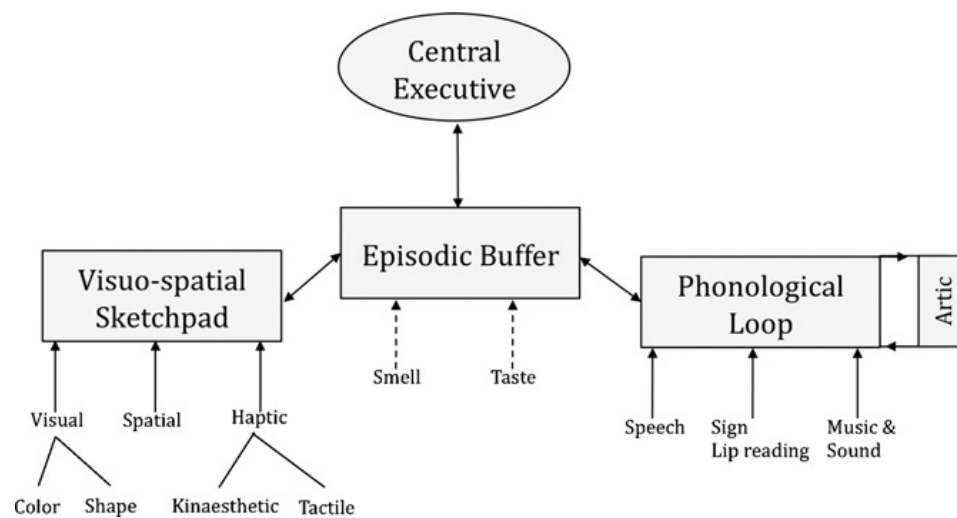 Central
Executive
Episodic Buffer
Visuo-spatial
Sketchpad
Phonological
Loop
Artic
Smell
Taste
Visual
Spatial
Haptic
Speech
Sign
Lip reading
Music &
Sound
Color
Shape
Kinaesthetic
Tactile